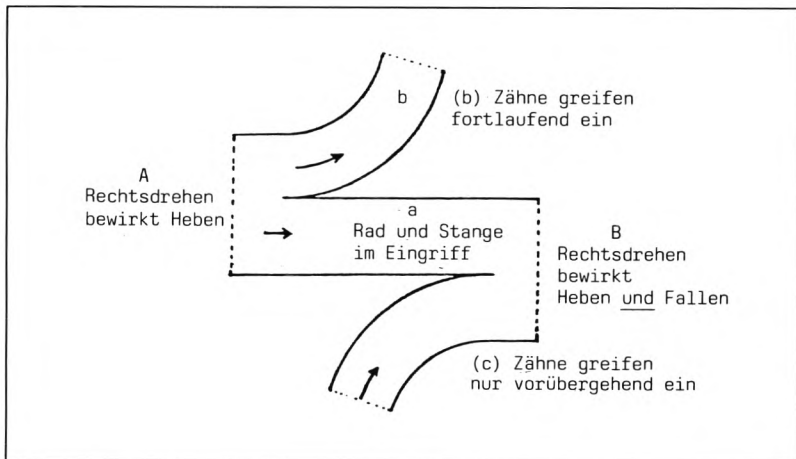 b
(b) Zähne greifen
fortlaufend ein
A
Rechtsdrehen
bewirkt Heben
a
Rad und Stange
im Eingriff
B
Rechtsdrehen
bewirkt
Heben und Fallen
(c) Zähne greifen
nur vorübergehend ein